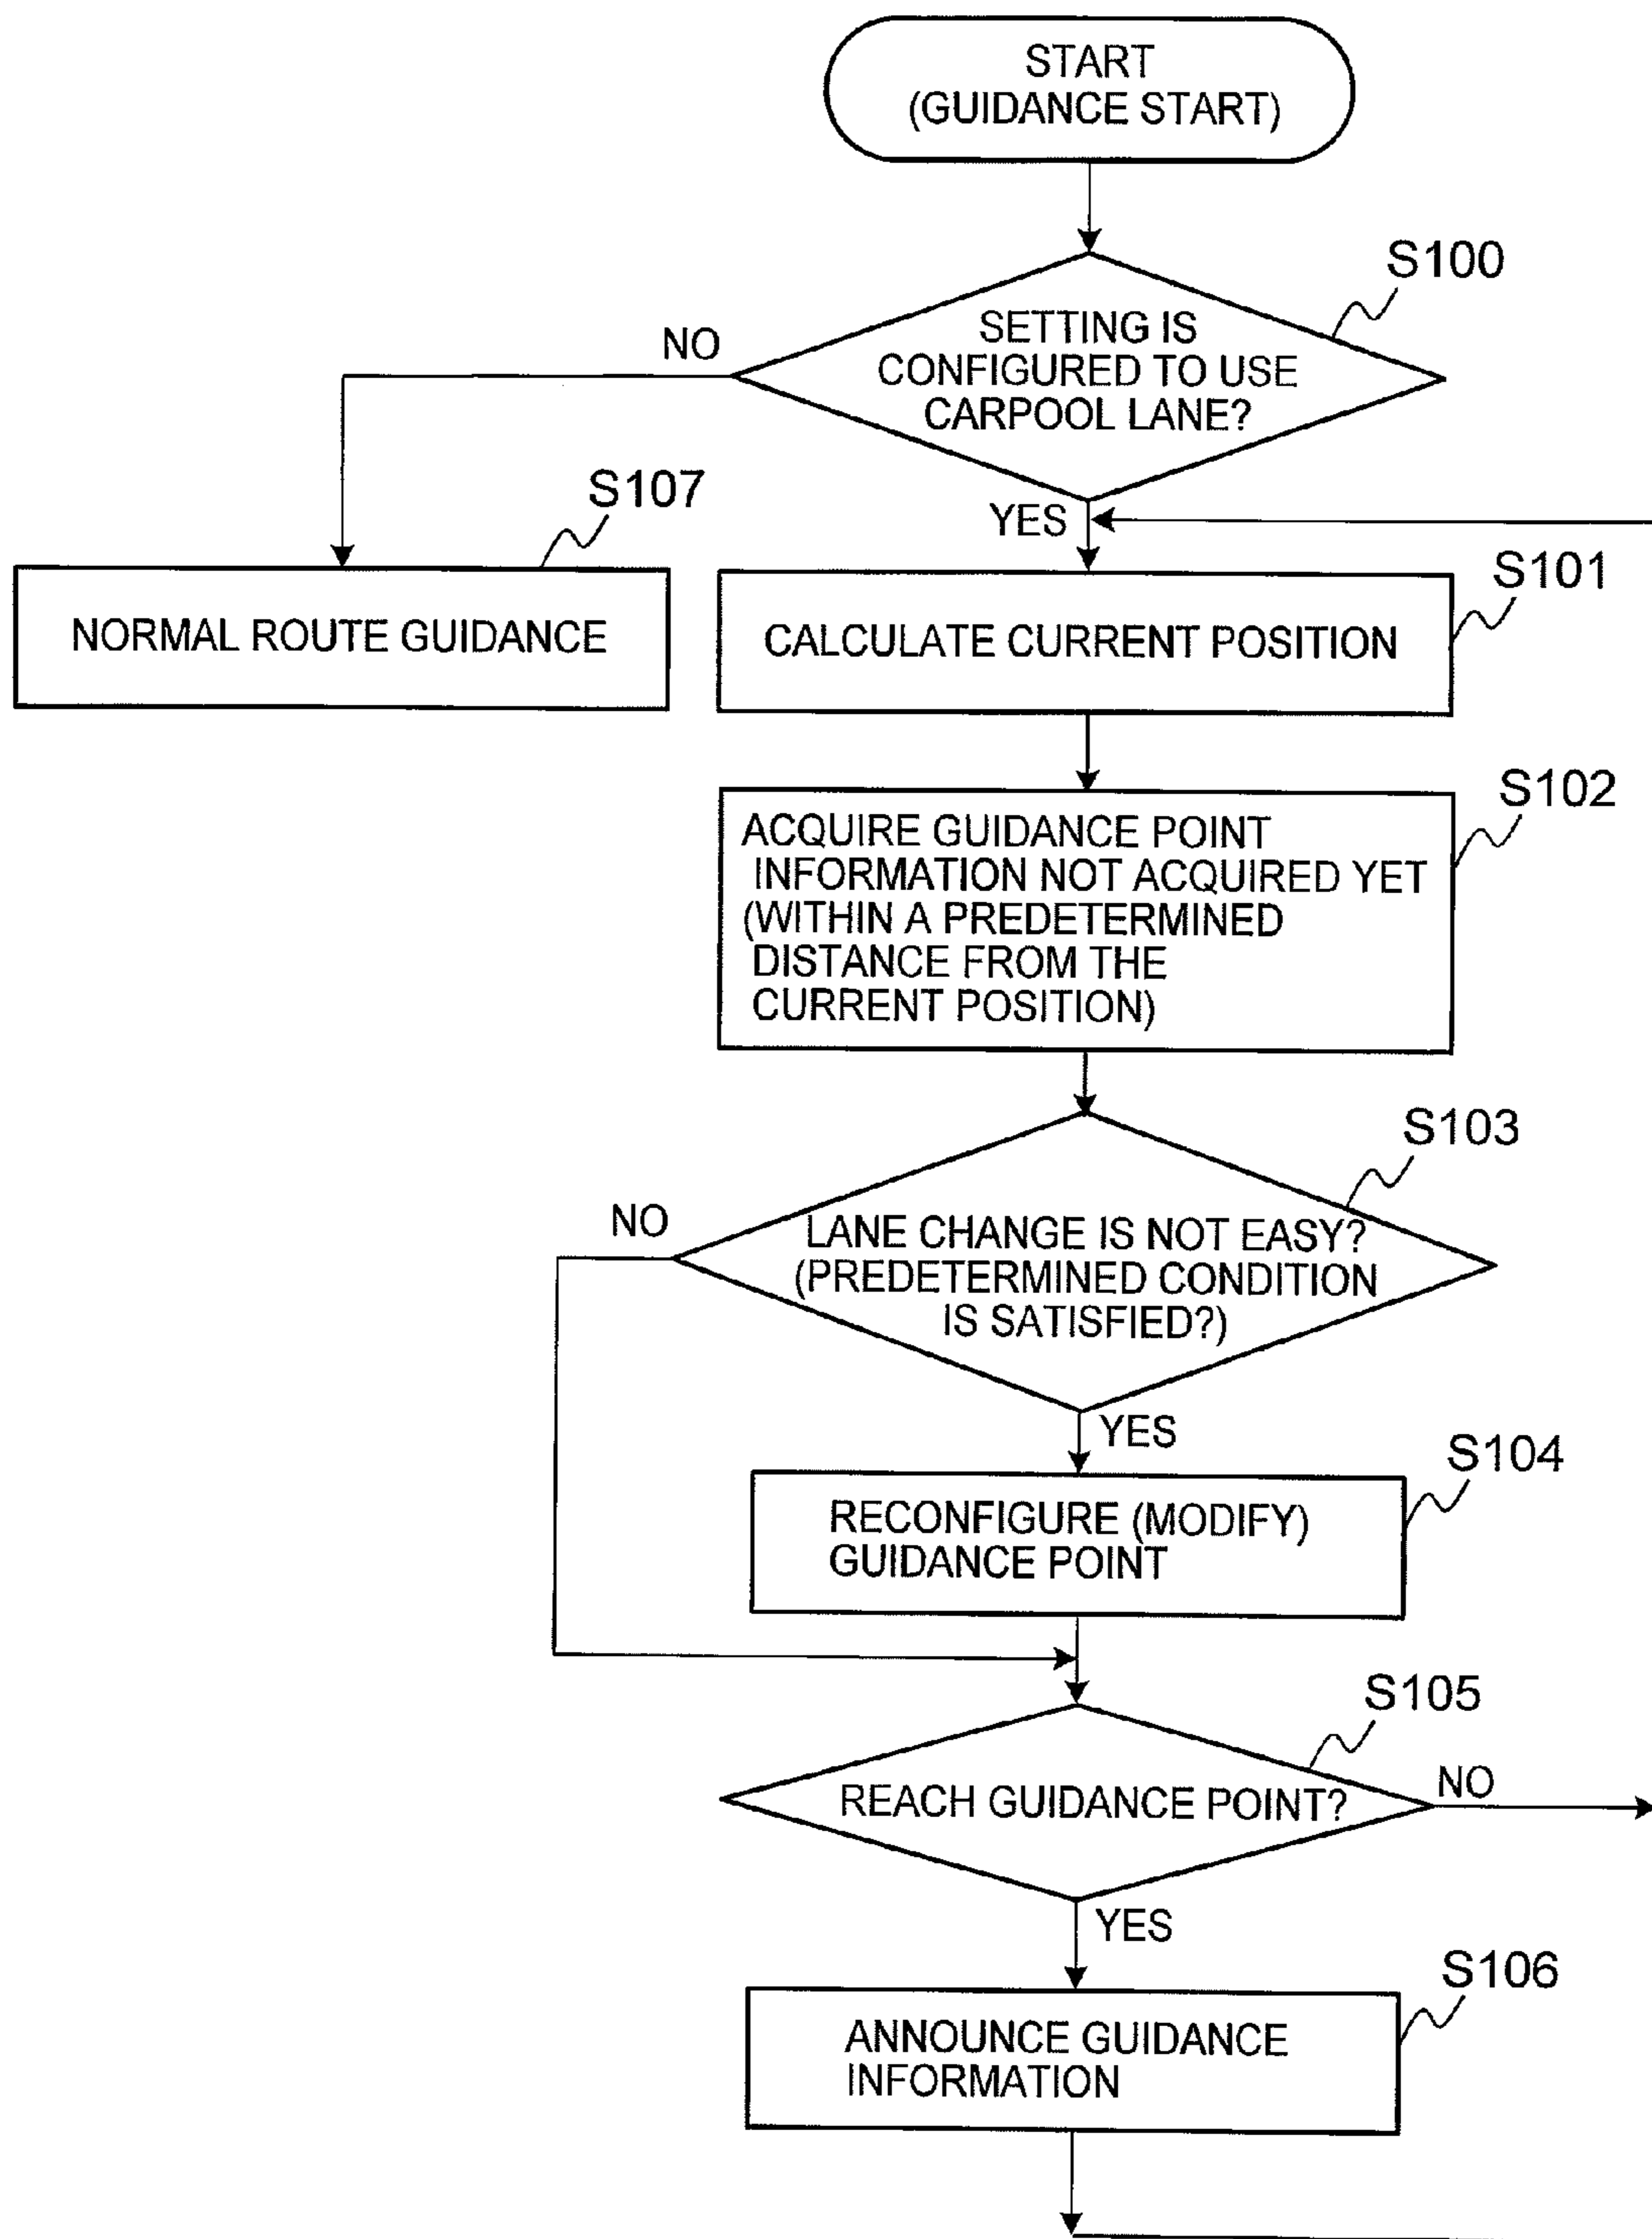 START
(GUIDANCE START)
S100
SETTING IS
CONFIGURED TO USE
CARPOOL LANE?
NO
YES
S107
NORMAL ROUTE GUIDANCE
S101
CALCULATE CURRENT POSITION
S102
ACQUIRE GUIDANCE POINT
INFORMATION NOT ACQUIRED YET
(WITHIN A PREDETERMINED
DISTANCE FROM THE
CURRENT POSITION)
S103
NO
LANE CHANGE IS NOT EASY?
(PREDETERMINED CONDITION
IS SATISFIED?)
YES
S104
RECONFIGURE (MODIFY)
GUIDANCE POINT
S105
REACH GUIDANCE POINT?
NO
YES
S106
ANNOUNCE GUIDANCE
INFORMATION